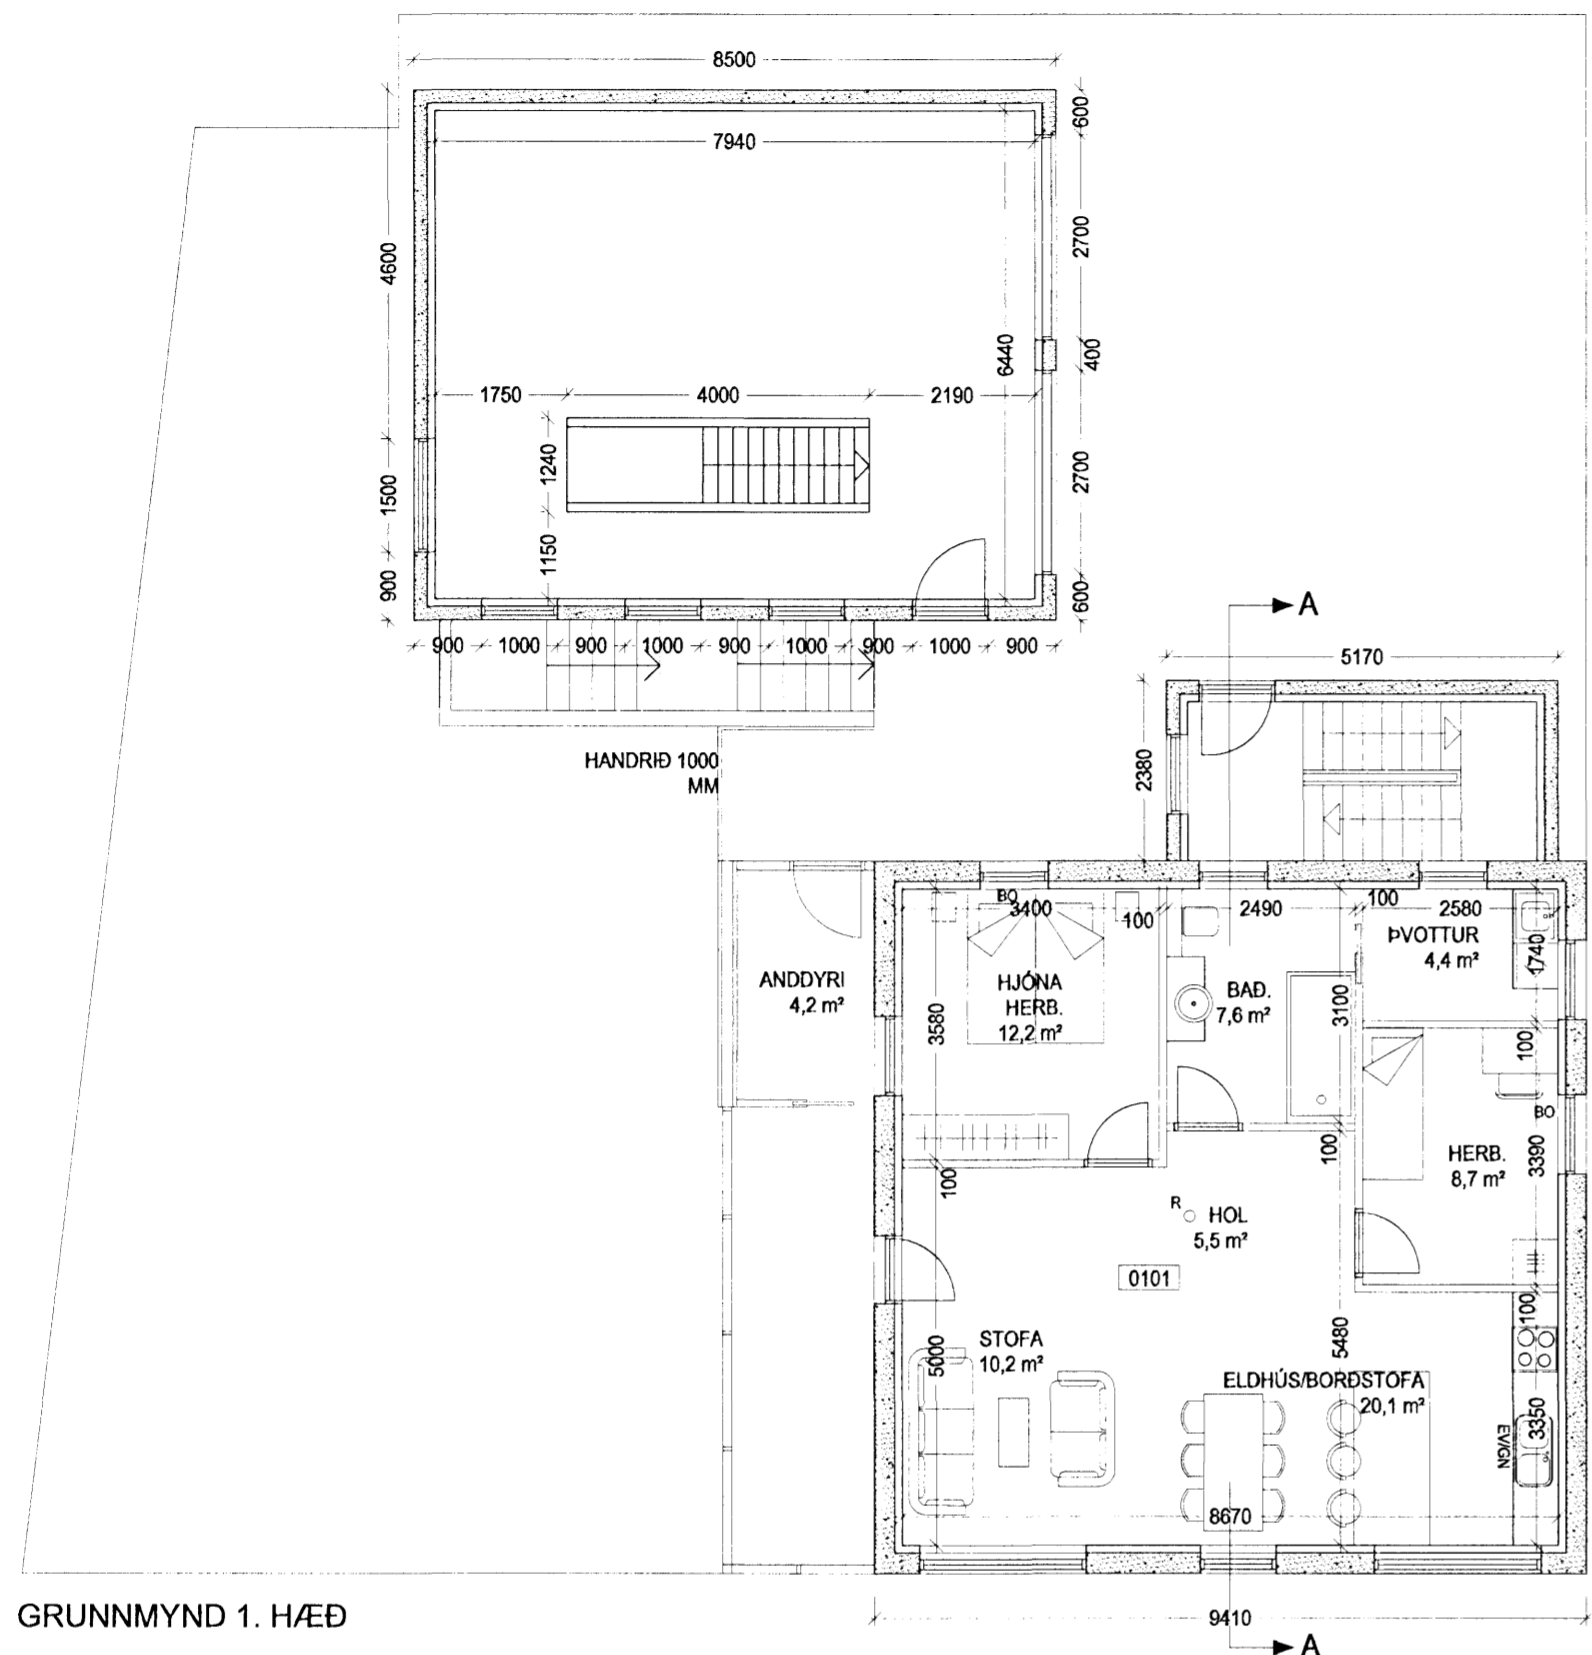 8500
600
7940
2700
4600
6440
400
1750
4000
2190
1240
2700
1500
1150
900
600
900
1000
900
1000
900
1000
900
1000
900
A
5170
HANDRIÐ 1000
MM
2380
BO
3400
100
2490
100
2580
ÞVOTTUR
4,4 m²
1740
ANDDYRI
4,2 m²
HJÓNA
HERB.
12,2 m²
BAÐ.
7,6 m²
3100
3580
100
BO
HERB.
8,7 m²
3390
100
100
R
HOL
5,5 m²
0101
100
STOFA
10,2 m²
5000
5480
ELDHÚS/BORÐSTOFA
20,1 m²
3350
EV/GN
8670
GRUNNMYND 1. HÆÐ
9410
A